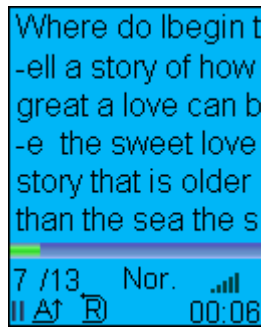 Where do Ibegin t
-ell a story of how
great a love can b
-e the sweet love
story that is older
than the sea the s
7 /13 Nor.
A R 00:06